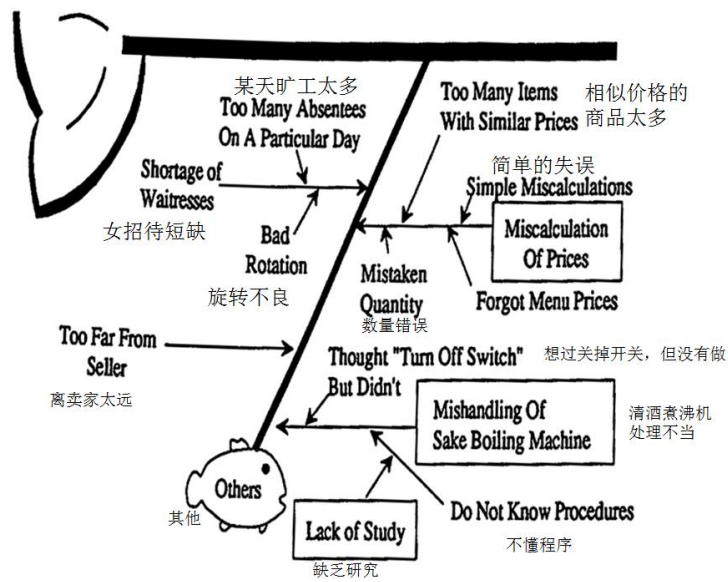 某天旷工太多
Too Many Absentees
On A Particular Day
Too Many Items
With Similar Prices
相似价格的
商品太多
Shortage of
Waitresses
女招待短缺
Bad
Rotation
旋转不良
简单的失误
Simple Miscalculations
Miscalculation
Of Prices
Mistaken
Quantity
数量错误
Forgot Menu Prices
Too Far From
Seller
离卖家太远
Thought "Turn Off Switch"
But Didn't
想过关掉开关，但没有做
Mishandling Of
Sake Boiling Machine
清酒煮沸机
处理不当
Others
其他
Lack of Study
缺乏研究
Do Not Know Procedures
不懂程序